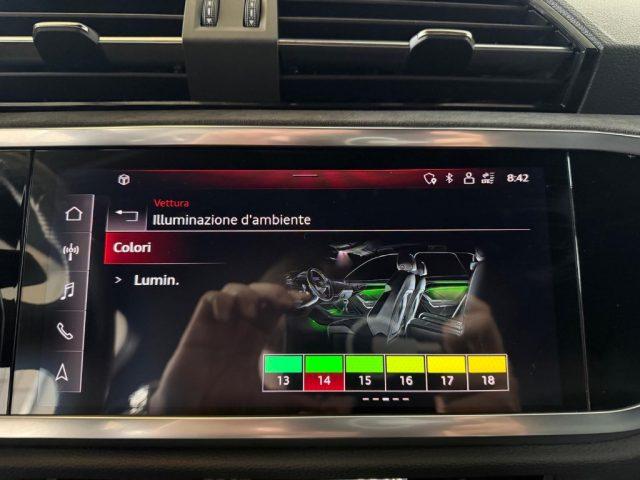 8:42
Vettura
Illuminazione d'ambiente
Colori
> Lumin.
13 14 15 16 17 18